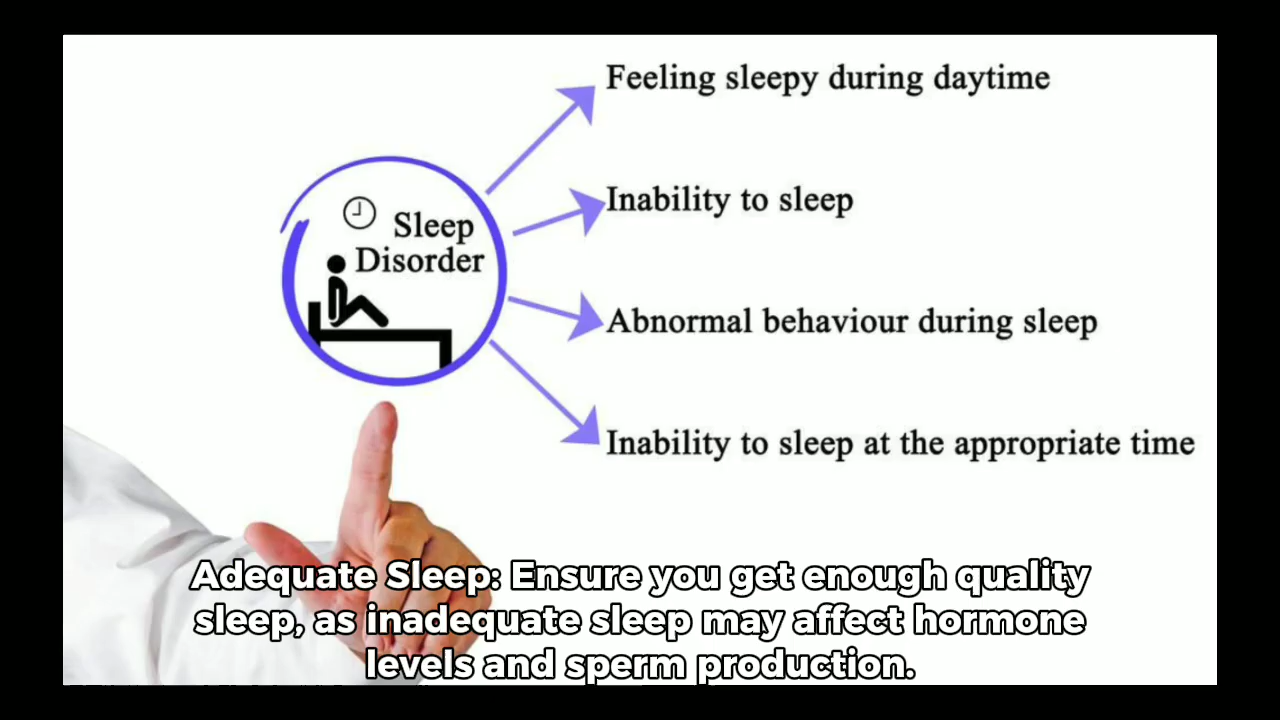 Feeling sleepy during daytime
Inability to sleep
Sleep
Disorder
Abnormal behaviour during sleep
Inability to sleep at the appropriate time
Adequate Sleep: Ensure you get enough quality
sleep, as inadequate sleep may affect hormone
levels and sperm production.